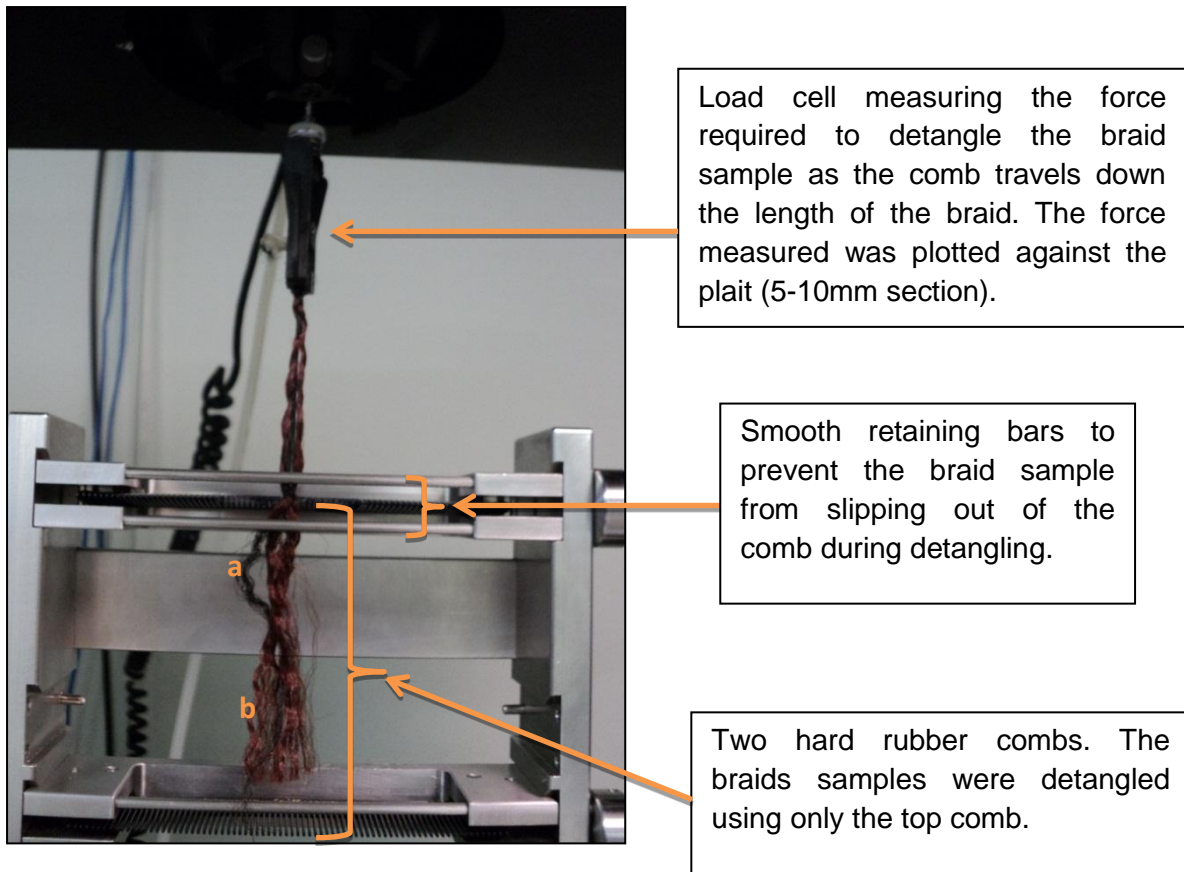 Load cell measuring the force
required to detangle the braid
sample as the comb travels down
the length of the braid. The force
measured was plotted against the
plait (5-10mm section).
Smooth retaining bars to
prevent the braid sample
from slipping out of the
comb during detangling.
a
b
Two hard rubber combs. The
braids samples were detangled
using only the top comb.